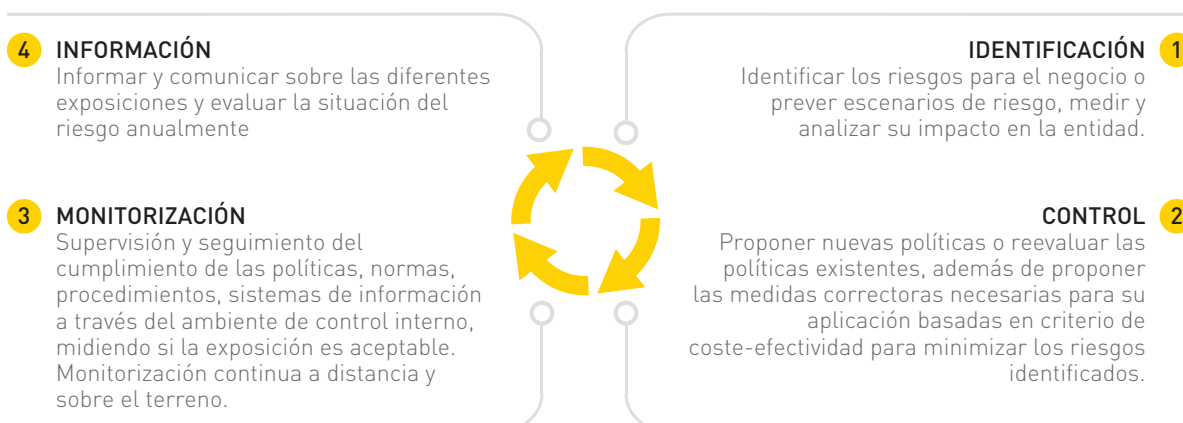 4 INFORMACIÓN
Informar y comunicar sobre las diferentes
exposiciones y evaluar la situación del
riesgo anualmente
3 MONITORIZACIÓN
Supervisión y seguimiento del
cumplimiento de las políticas, normas,
procedimientos, sistemas de información
a través del ambiente de control interno,
midiendo si la exposición es aceptable.
Monitorización continua a distancia y
sobre el terreno.
IDENTIFICACIÓN 1
Identificar los riesgos para el negocio o
prever escenarios de riesgo, medir y
analizar su impacto en la entidad.
CONTROL 2
Proponer nuevas políticas o reevaluar las
políticas existentes, además de proponer
las medidas correctoras necesarias para su
aplicación basadas en criterio de
coste-efectividad para minimizar los riesgos
identificados.